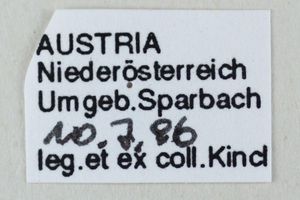 AUSTRIA
Niederösterreich
Umgeb.Sparbach
10.7.86
leg.et ex coll.Kindl